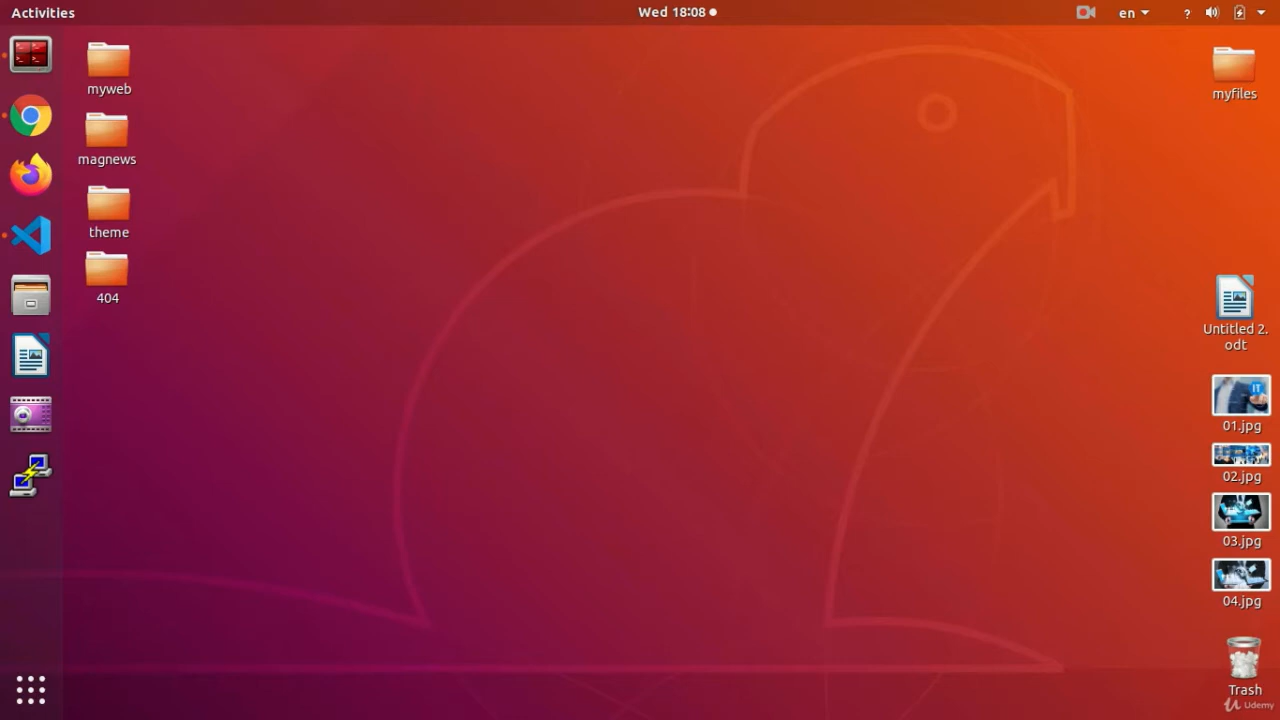 Activities
Wed 18:08
en
?
myweb
myfiles
magnews
theme
404
Untitled 2.
odt
IT
01.jpg
02.jpg
03.jpg
04.jpg
Trash
Udemy